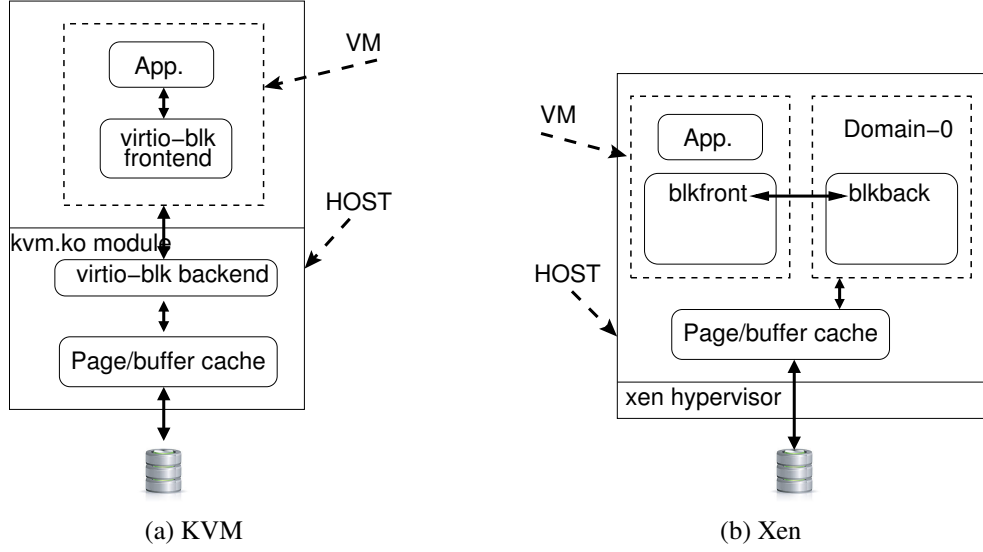 VM
App.
virtio−blk
frontend
HOST
kvm.ko module
virtio−blk backend
Page/buffer cache
(a) KVM
VM
App.
Domain−0
blkfront
blkback
HOST
Page/buffer cache
xen hypervisor
(b) Xen